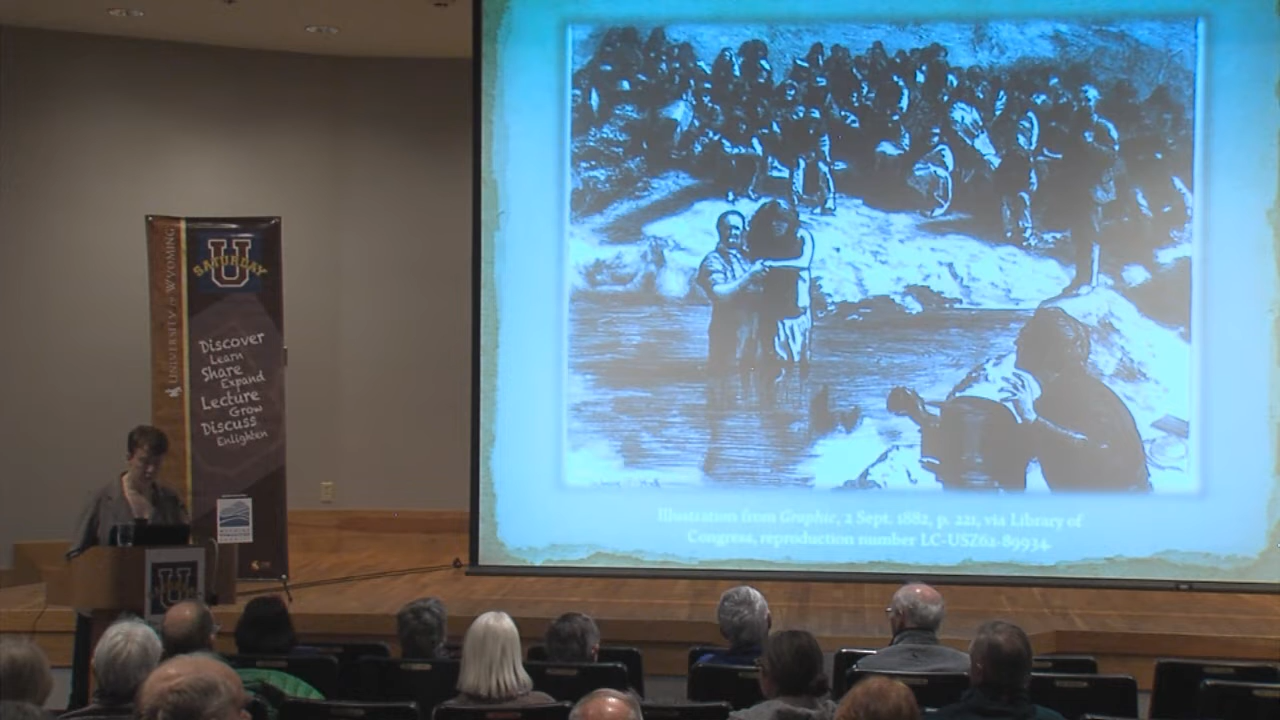 UNIVERSITY OF WYOMING
U
SATURDAY
Discover
Learn
Share
Expand
Lecture
Grow
Discuss
Enlighten
U
Illustration from Graphic, 2 Sept. 1882, p. 221, via Library of
Congress, reproduction number LC-USZ62-89934.